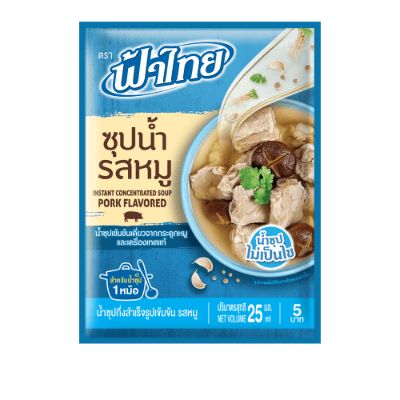 ตรา
ฟ้าไทย
ซุปน้ำ
รสหมู
INSTANT CONCENTRATED SOUP
PORK FLAVORED
น้ำซุปเข้มข้นเคี่ยวจากกระดูกหมู
และเครื่องเทศแท้
น้ำซุป
ไม่เป็นไข
สำหรับน้ำซุป
1 หม้อ
น้ำซุปกึ่งสำเร็จรูปเข้มข้น รสหมู
ปริมาตรสุทธิ 25 มล.
NET VOLUME ml
5
บาท